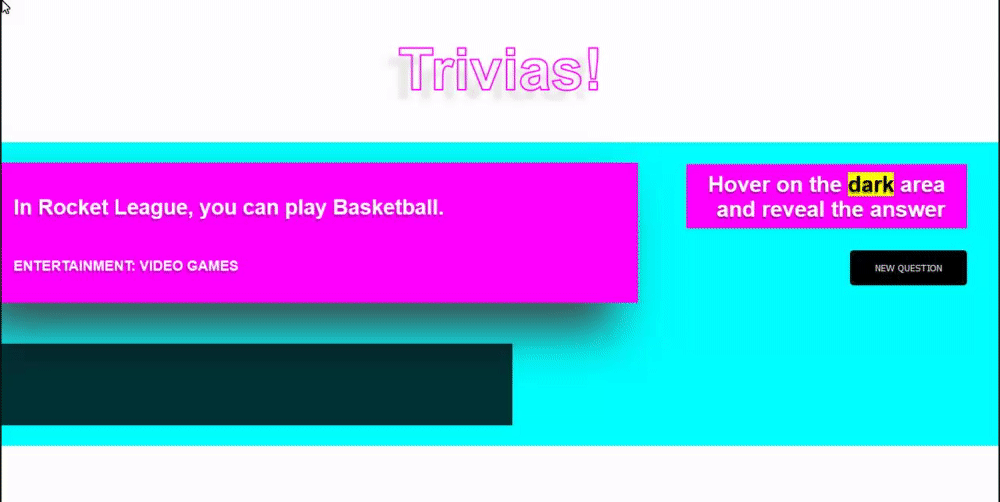 Trivias!
In Rocket League, you can play Basketball.
ENTERTAINMENT: VIDEO GAMES
Hover on the dark area
and reveal the answer
NEW QUESTION